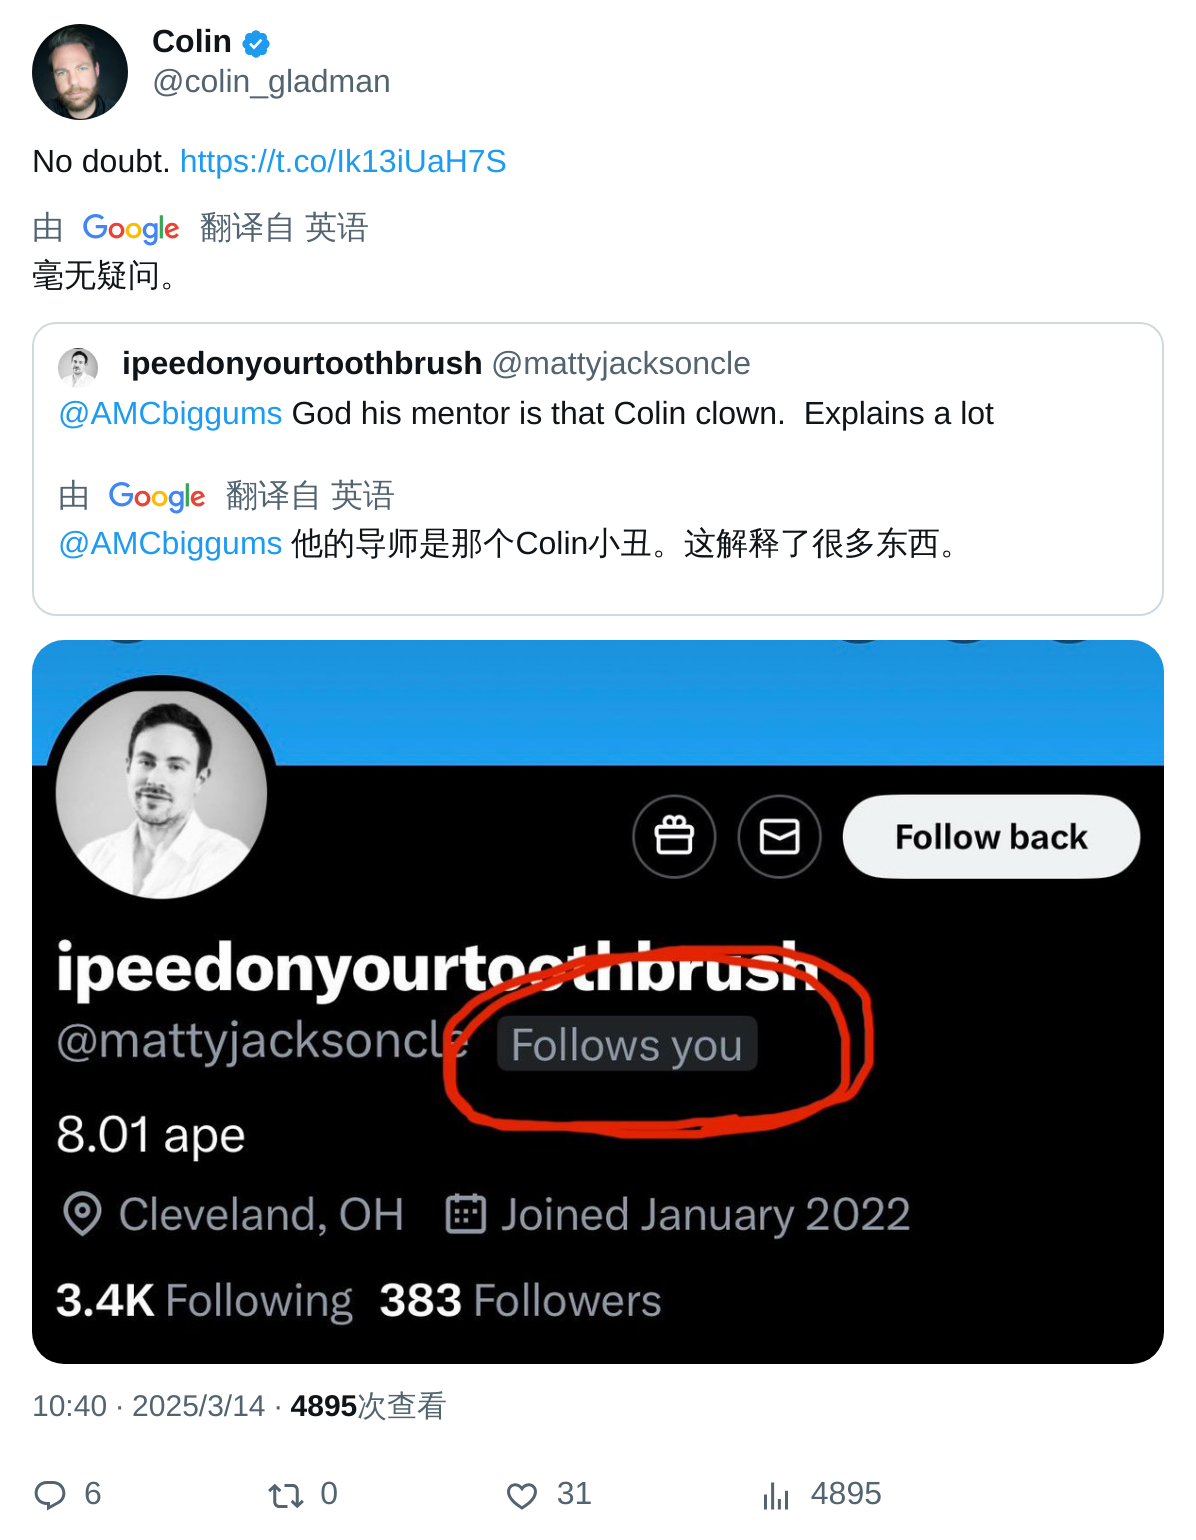 Colin
@colin_gladman
No doubt. https://t.co/Ik13iUaH7S
由 Google 翻译自 英语
毫无疑问。
ipeedonyourtoothbrush @mattyjacksoncle
@AMCbiggums God his mentor is that Colin clown.  Explains a lot
由 Google 翻译自 英语
@AMCbiggums 他的导师是那个Colin小丑。这解释了很多东西。
Follow back
ipeedonyourtoothbrush
@mattyjacksoncle Follows you
8.01 ape
Cleveland, OH Joined January 2022
3.4K Following 383 Followers
10:40 · 2025/3/14 · 4895次查看
6 0 31 4895